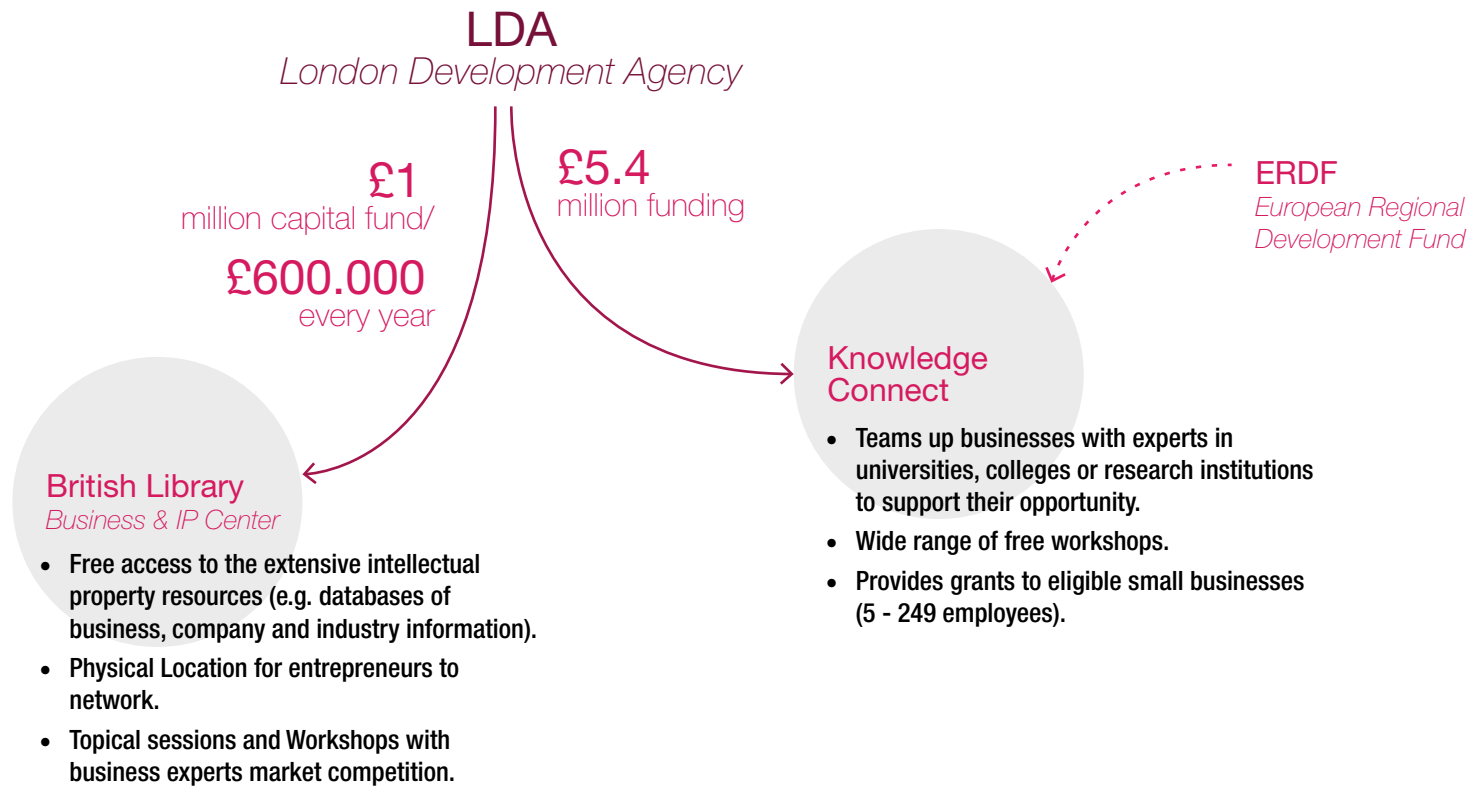 LDA
London Development Agency
£1
million capital fund/
£600.000
every year
£5.4
million funding
ERDF
European Regional
Development Fund
British Library
Business & IP Center
• Free access to the extensive intellectual
property resources (e.g. databases of
business, company and industry information).
• Physical Location for entrepreneurs to
network.
• Topical sessions and Workshops with
business experts market competition.
Knowledge
Connect
• Teams up businesses with experts in
universities, colleges or research institutions
to support their opportunity.
• Wide range of free workshops.
• Provides grants to eligible small businesses
(5 - 249 employees).